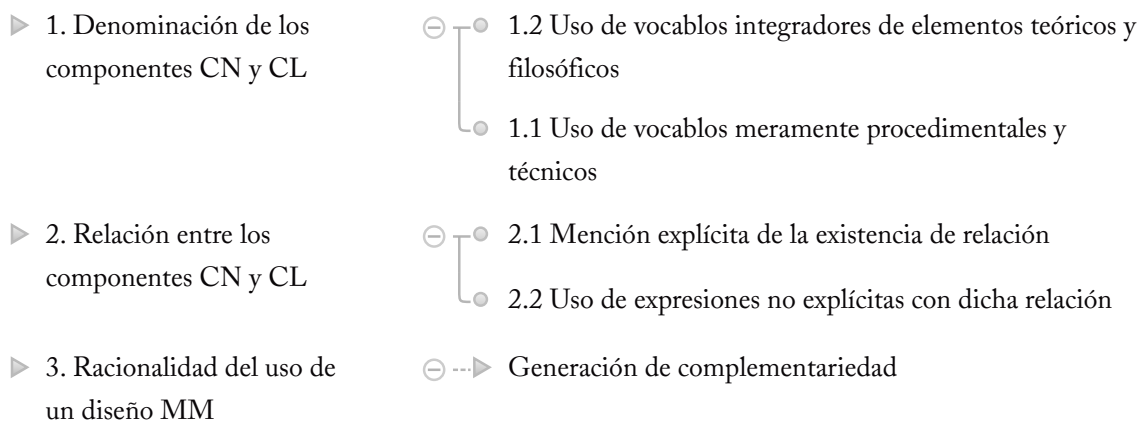 1. Denominación de los
componentes CN y CL
1.2 Uso de vocablos integradores de elementos teóricos y
filosóficos
1.1 Uso de vocablos meramente procedimentales y
técnicos
2. Relación entre los
componentes CN y CL
2.1 Mención explícita de la existencia de relación
2.2 Uso de expresiones no explícitas con dicha relación
3. Racionalidad del uso de
un diseño MM
Generación de complementariedad